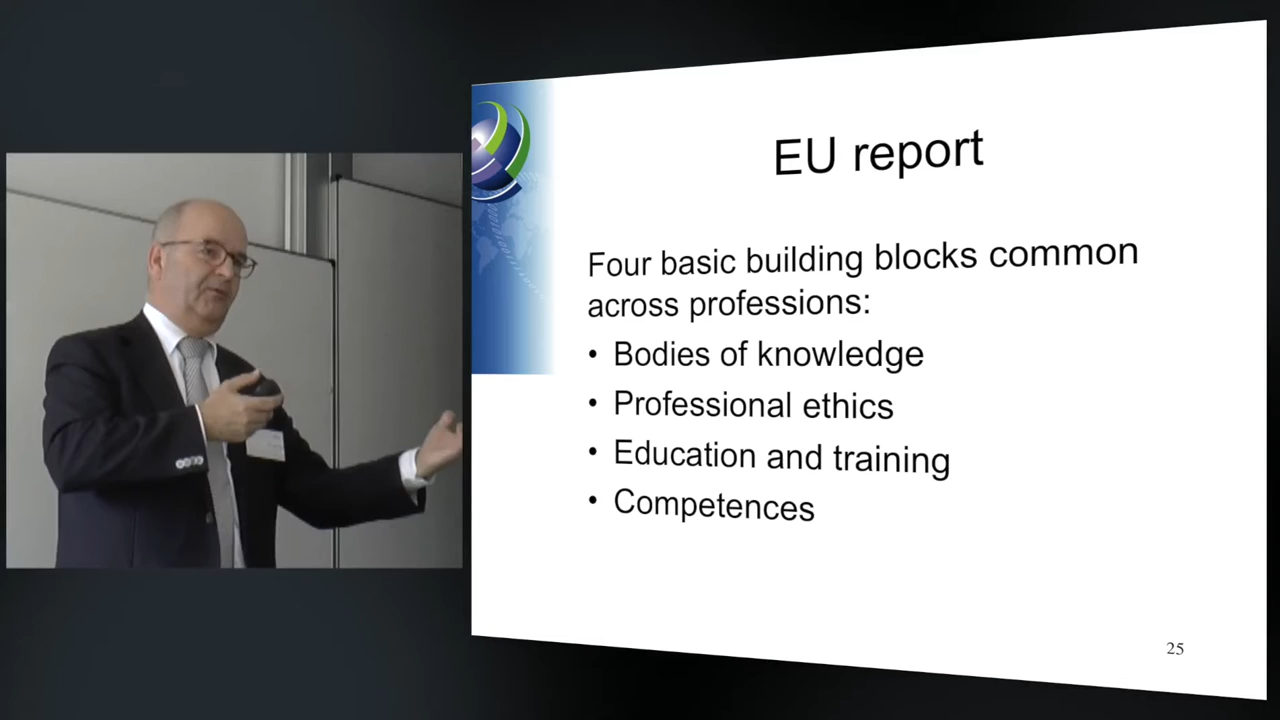 EU report
Four basic building blocks common
across professions:
• Bodies of knowledge
• Professional ethics
• Education and training
• Competences
25